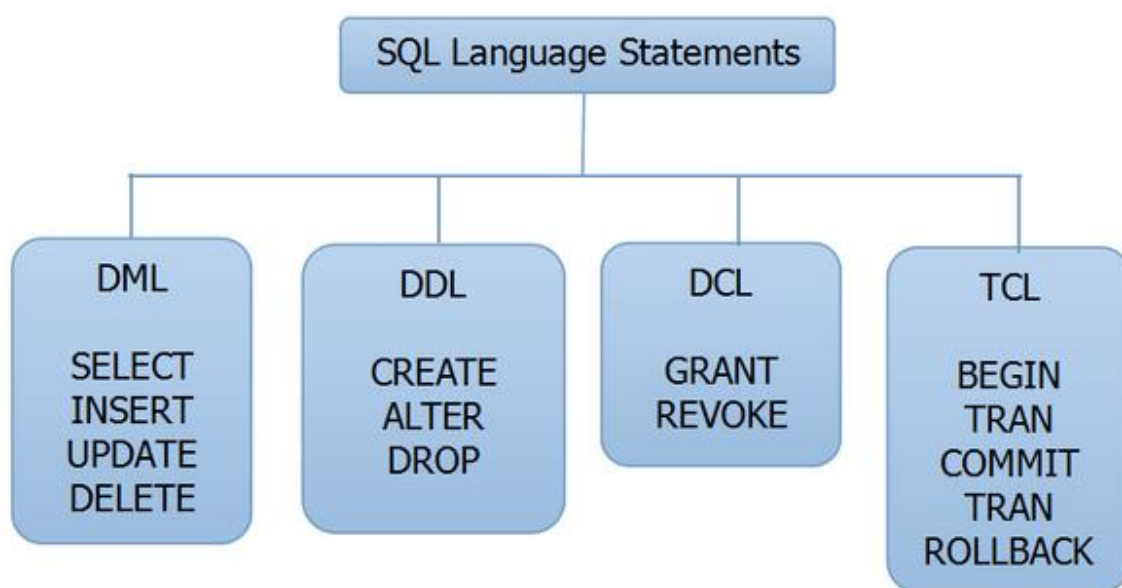 SQL Language Statements
DML
SELECT
INSERT
UPDATE
DELETE
DDL
CREATE
ALTER
DROP
DCL
GRANT
REVOKE
TCL
BEGIN
TRAN
COMMIT
TRAN
ROLLBACK